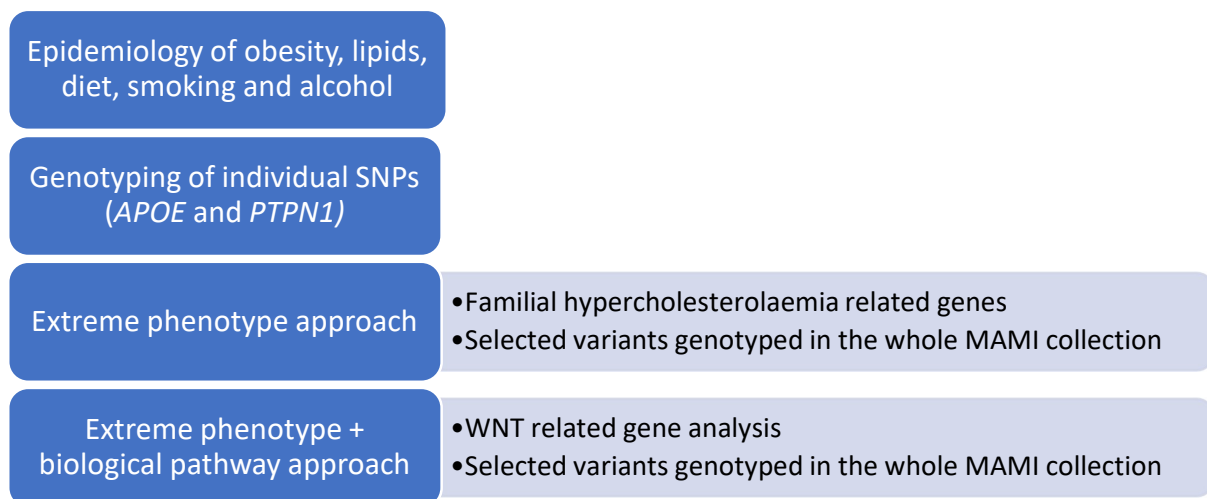 Epidemiology of obesity, lipids,
diet, smoking and alcohol
Genotyping of individual SNPs
(APOE and PTPN1)
Extreme phenotype approach
•Familial hypercholesterolaemia related genes
•Selected variants genotyped in the whole MAMI collection
Extreme phenotype +
biological pathway approach
•WNT related gene analysis
•Selected variants genotyped in the whole MAMI collection